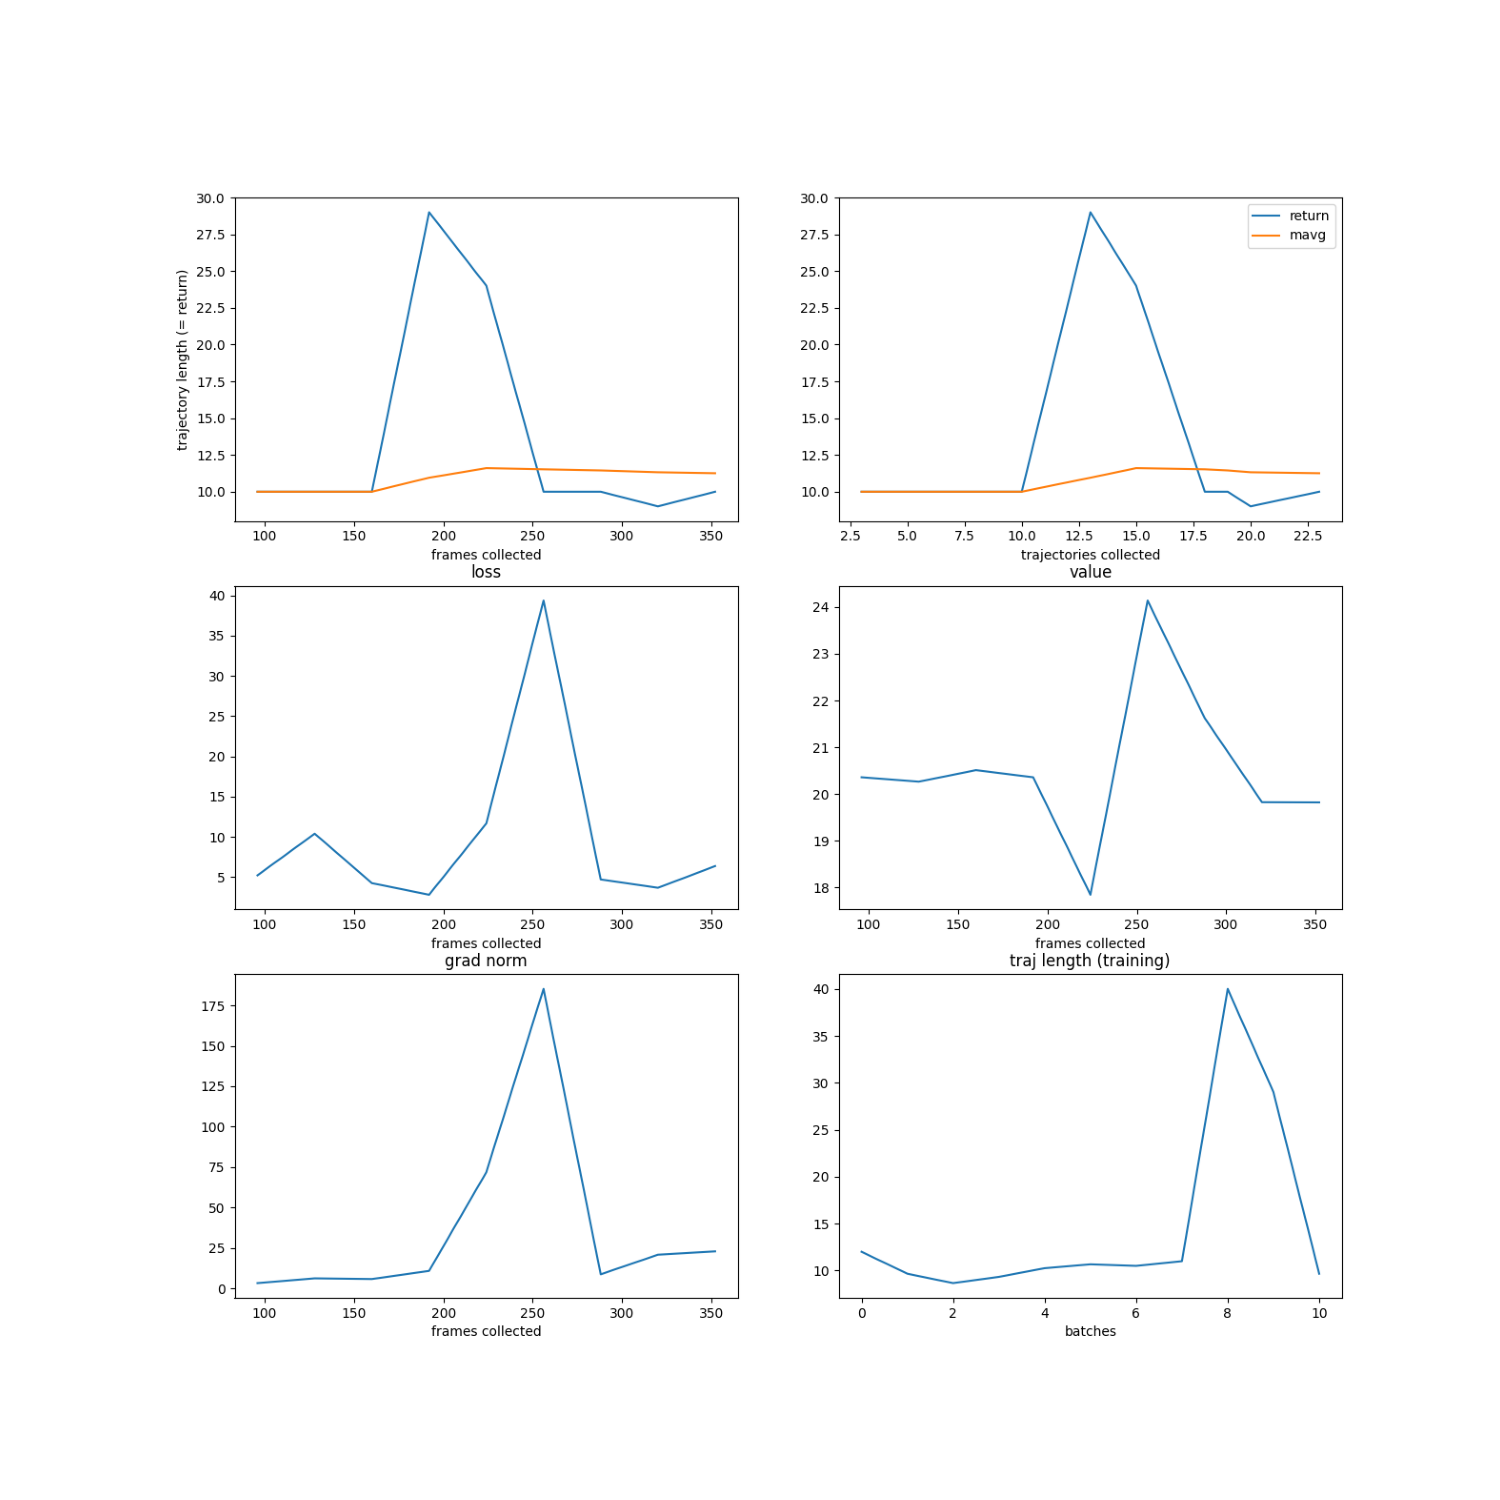 30.0
27.5
25.0
22.5
20.0
17.5
15.0
12.5
10.0
trajectory length (= return)
100 150 200 250 300 350
frames collected
30.0
27.5
25.0
22.5
20.0
17.5
15.0
12.5
10.0
return
mavg
2.5 5.0 7.5 10.0 12.5 15.0 17.5 20.0 22.5
trajectories collected
loss
40
35
30
25
20
15
10
5
100 150 200 250 300 350
frames collected
value
24
23
22
21
20
19
18
100 150 200 250 300 350
frames collected
grad norm
175
150
125
100
75
50
25
0
100 150 200 250 300 350
frames collected
traj length (training)
40
35
30
25
20
15
10
0 2 4 6 8 10
batches